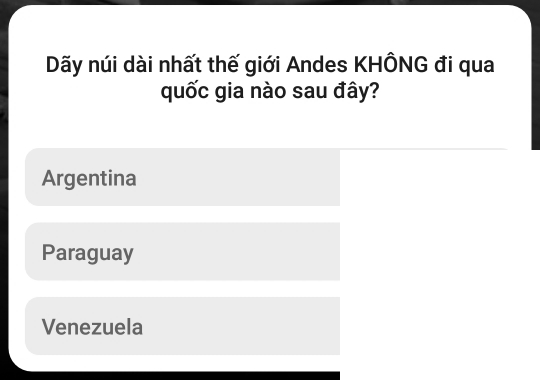 Dãy núi dài nhất thế giới Andes KHÔNG đi qua
quốc gia nào sau đây?
Argentina
Paraguay
Venezuela